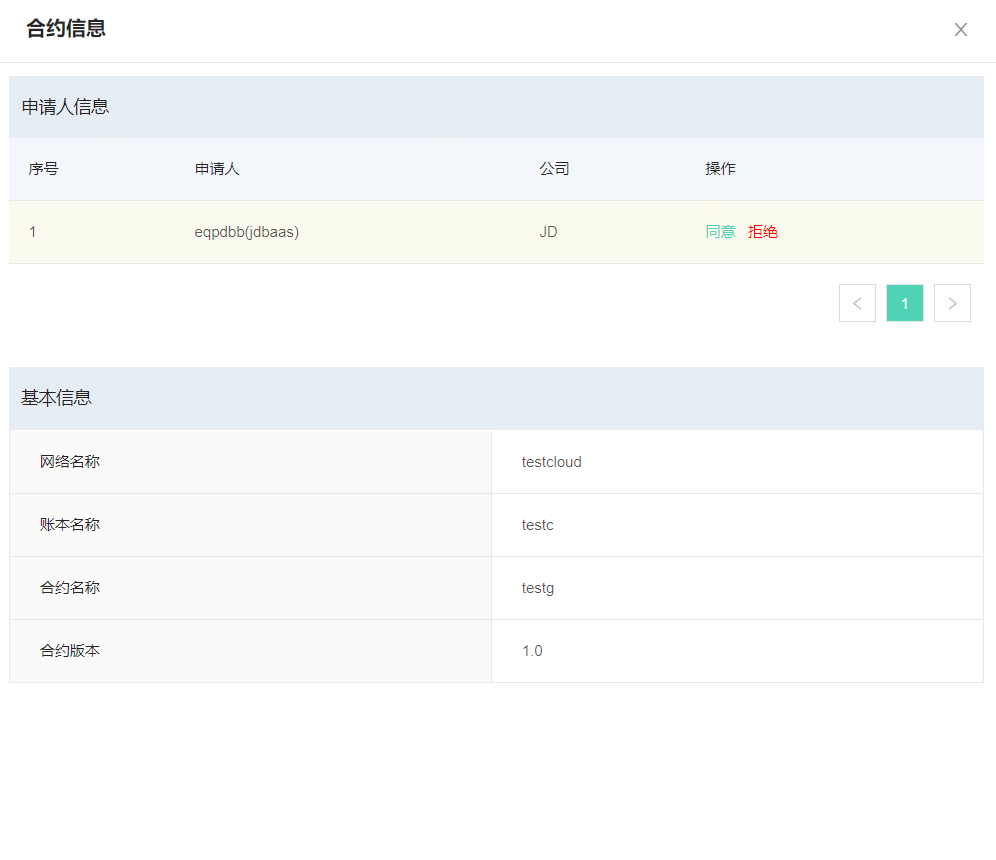 合约信息
申请人信息
序号 申请人 公司 操作
1 eqpdbb(jdbaas) JD 同意 拒绝
1
基本信息
网络名称 testcloud
账本名称 testc
合约名称 testg
合约版本 1.0